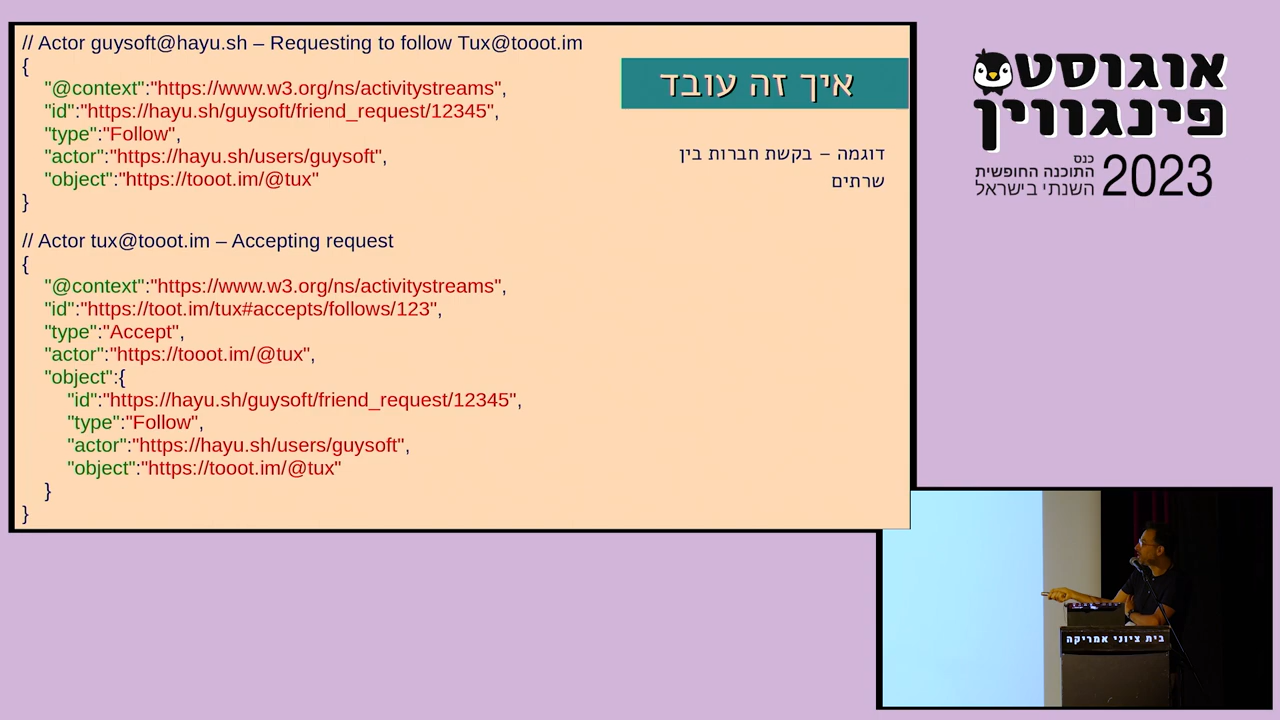 // Actor guysoft@hayu.sh – Requesting to follow Tux@tooot.im
{
"@context":"https://www.w3.org/ns/activitystreams",
"id":"https://hayu.sh/guysoft/friend_request/12345",
"type":"Follow",
"actor":"https://hayu.sh/users/guysoft",
"object":"https://tooot.im/@tux"
}
// Actor tux@tooot.im – Accepting request
{
"@context":"https://www.w3.org/ns/activitystreams",
"id":"https://toot.im/tux#accepts/follows/123",
"type":"Accept",
"actor":"https://tooot.im/@tux",
"object":{
"id":"https://hayu.sh/guysoft/friend_request/12345",
"type":"Follow",
"actor":"https://hayu.sh/users/guysoft",
"object":"https://tooot.im/@tux"
}
}
איך זה עובד
דוגמה – בקשת חברות בין
שרתים
אוגוסט
פינגווין
2023
כנס
התוכנה החופשית
השנתי בישראל
בית ציוני אמריקה